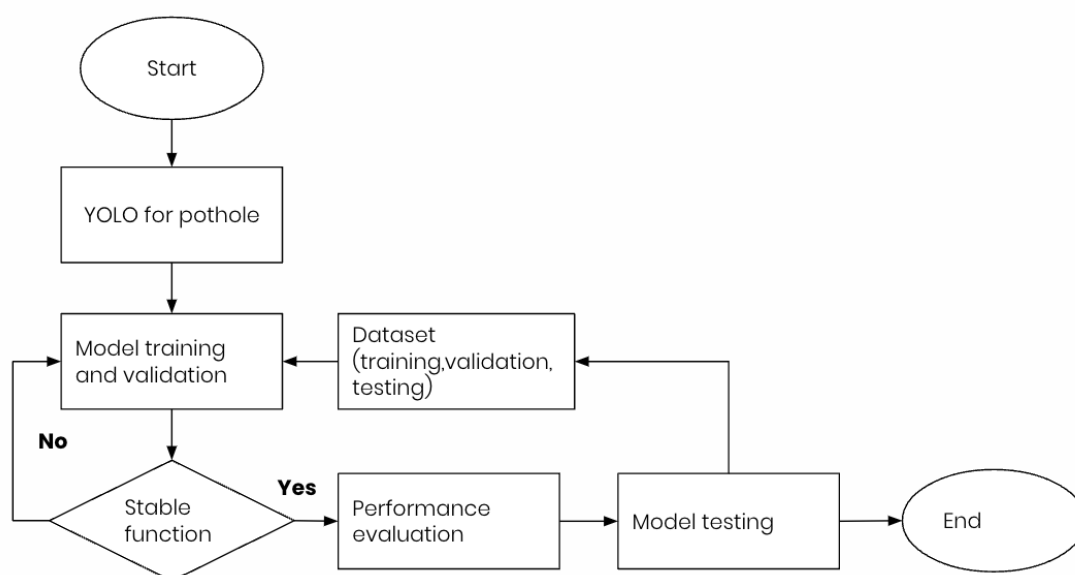 Start
YOLO for pothole
Model training
and validation
Dataset
(training,validation,
testing)
No
Yes
Stable
function
Performance
evaluation
Model testing
End